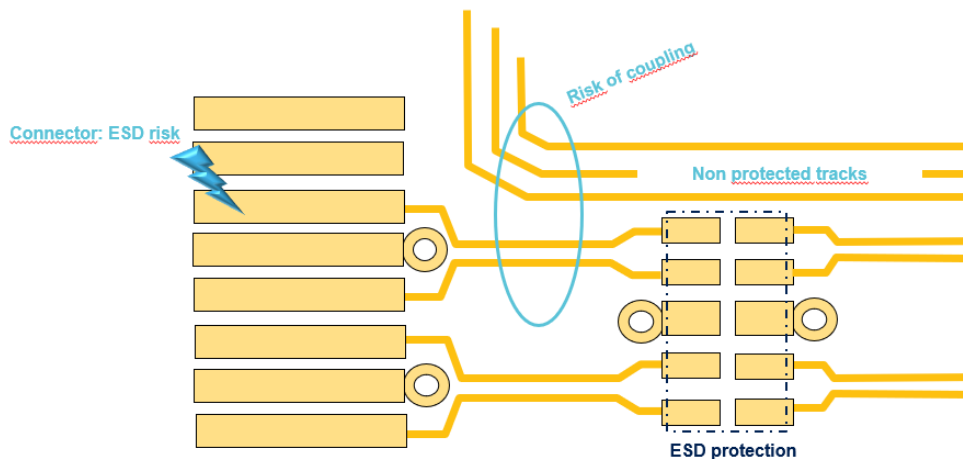 Risk of coupling
Connector: ESD risk
Non protected tracks
ESD protection